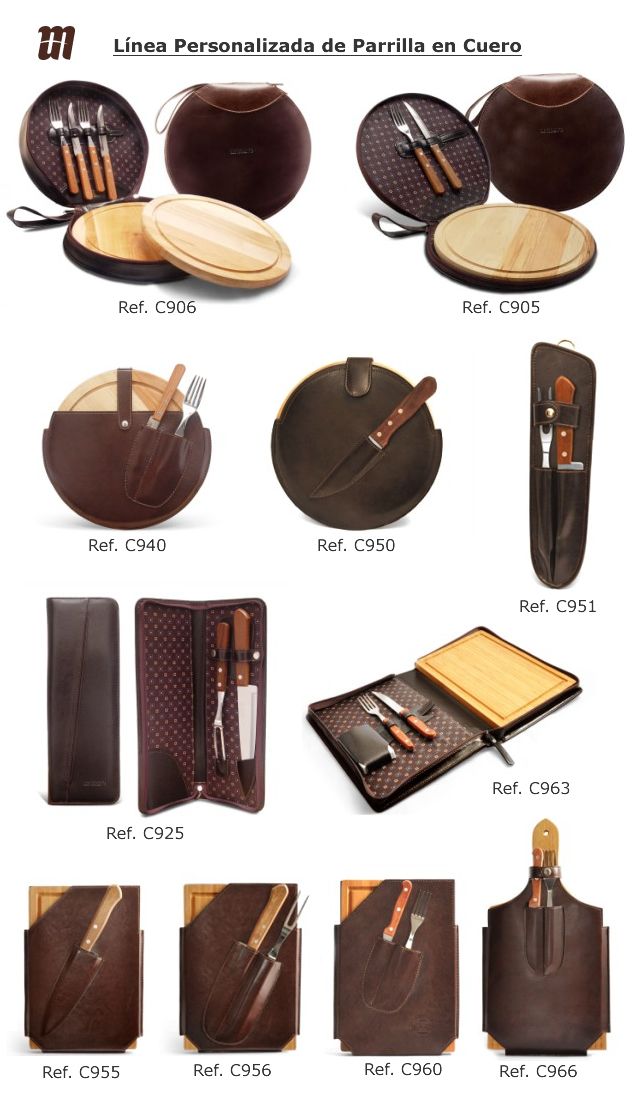 Línea Personalizada de Parrilla en Cuero
Ref. C906
Ref. C905
Ref. C940
Ref. C950
Ref. C951
Ref. C925
Ref. C963
Ref. C955
Ref. C956
Ref. C960
Ref. C966